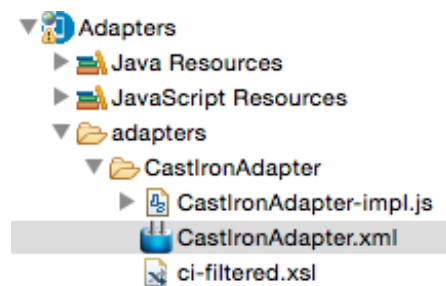 Adapters
Java Resources
JavaScript Resources
adapters
CastIronAdapter
CastIronAdapter-impl.js
CastIronAdapter.xml
ci-filtered.xsl